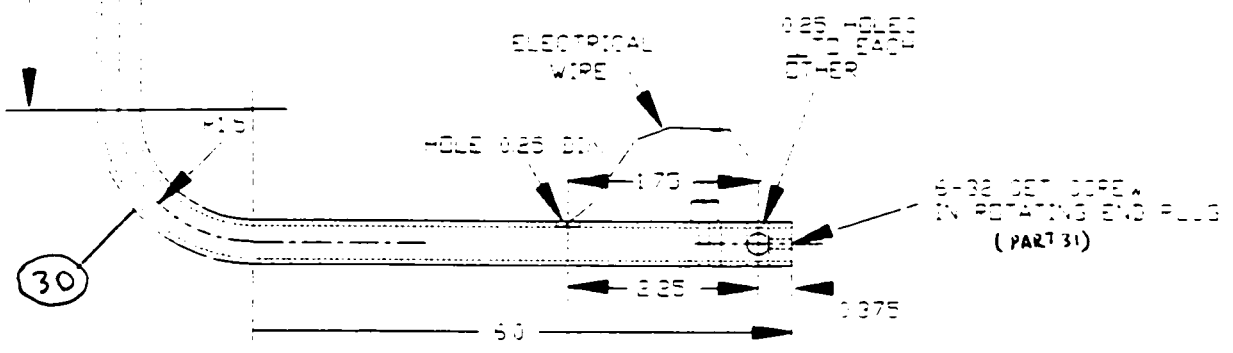 0.25 HOLES
TO EACH
OTHER
ELECTRICAL
WIRE
R1.5
HOLE 0.25 DIA
1.75
6-32 SET SCREW
IN ROTATING END PLUG
(PART 31)
30
2.25
0.375
6.0